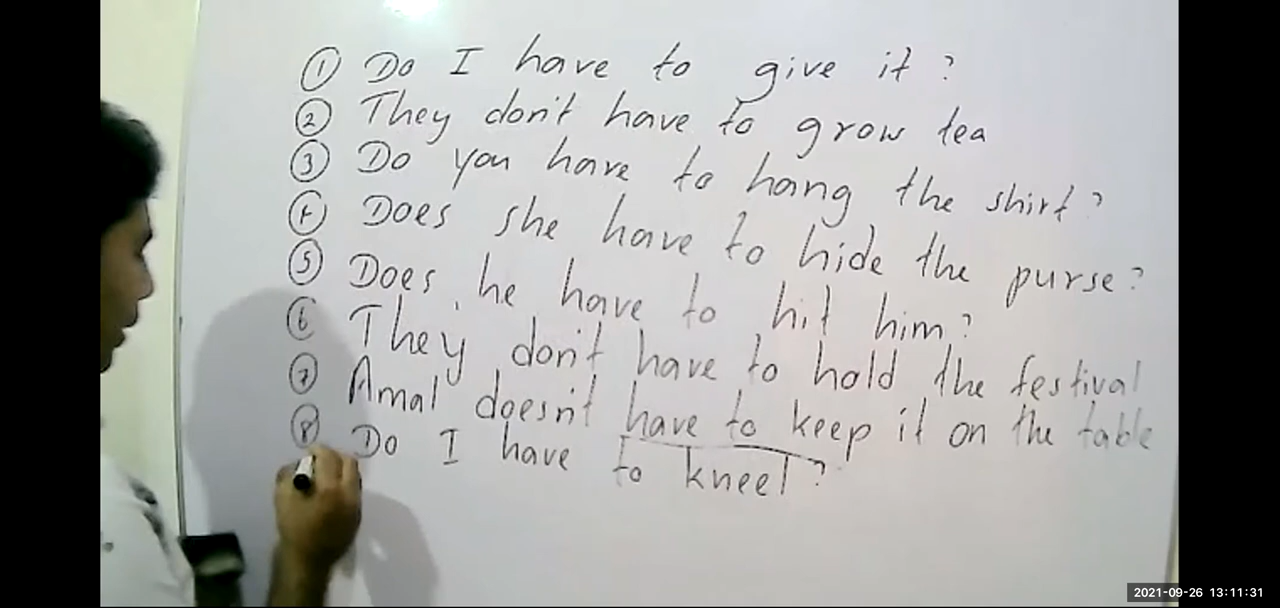 ① Do I have to give it?
② They don't have to grow tea
③ Do you have to hang the shirt?
④ Does she have to hide the purse?
⑤ Does he have to hit him?
⑥ They don't have to hold the festival
⑦ Amal doesn't have to keep it on the table
⑧ Do I have to kneel?
2021-09-26 13:11:31